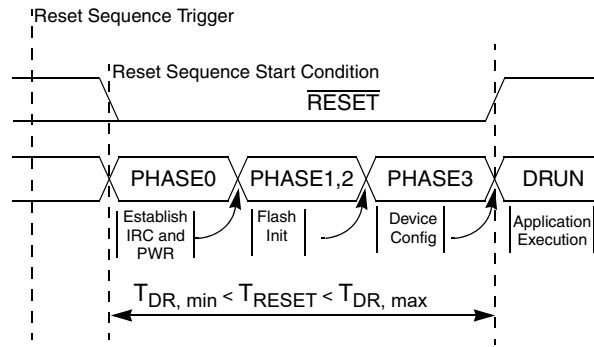 Reset Sequence Trigger
Reset Sequence Start Condition
RESET
PHASE0
PHASE1,2
PHASE3
DRUN
Establish
IRC and
PWR
Flash
Init
Device
Config
Application
Execution
TDR, min < TRESET < TDR, max